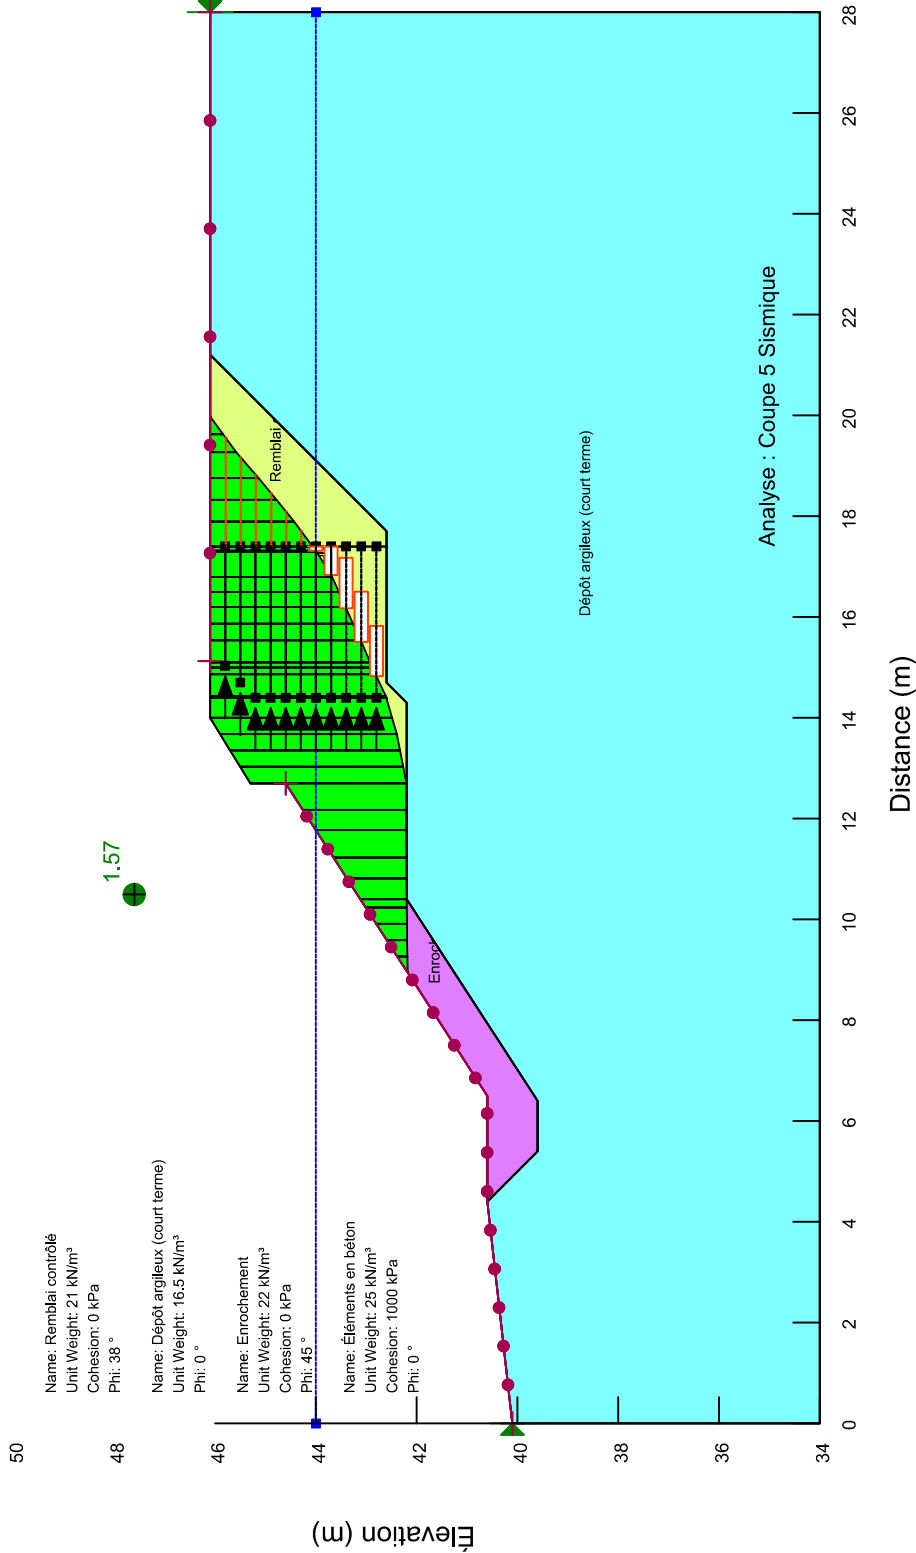 Name: Remblai contrôlé
Unit Weight: 21 kN/m³
Cohesion: 0 kPa
Phi: 38 °
Name: Dépôt argileux (court terme)
Unit Weight: 16.5 kN/m³
Phi: 0 °
Name: Enrochement
Unit Weight: 22 kN/m³
Cohesion: 0 kPa
Phi: 45 °
Name: Éléments en béton
Unit Weight: 25 kN/m³
Cohesion: 1000 kPa
Phi: 0 °
1.57
Remblai
Enroch
Dépôt argileux (court terme)
Analyse : Coupe 5 Sismique
Élevation (m)
50
48
46
44
42
40
38
36
34
0
2
4
6
8
10
12
14
16
18
20
22
24
26
28
Distance (m)